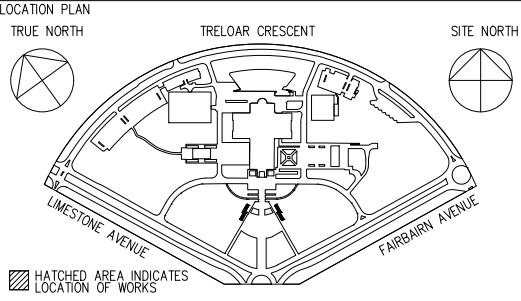 LOCATION PLAN
TRUE NORTH
TRELOAR CRESCENT
SITE NORTH
LIMESTONE AVENUE
FAIRBAIRN AVENUE
HATCHED AREA INDICATES
LOCATION OF WORKS